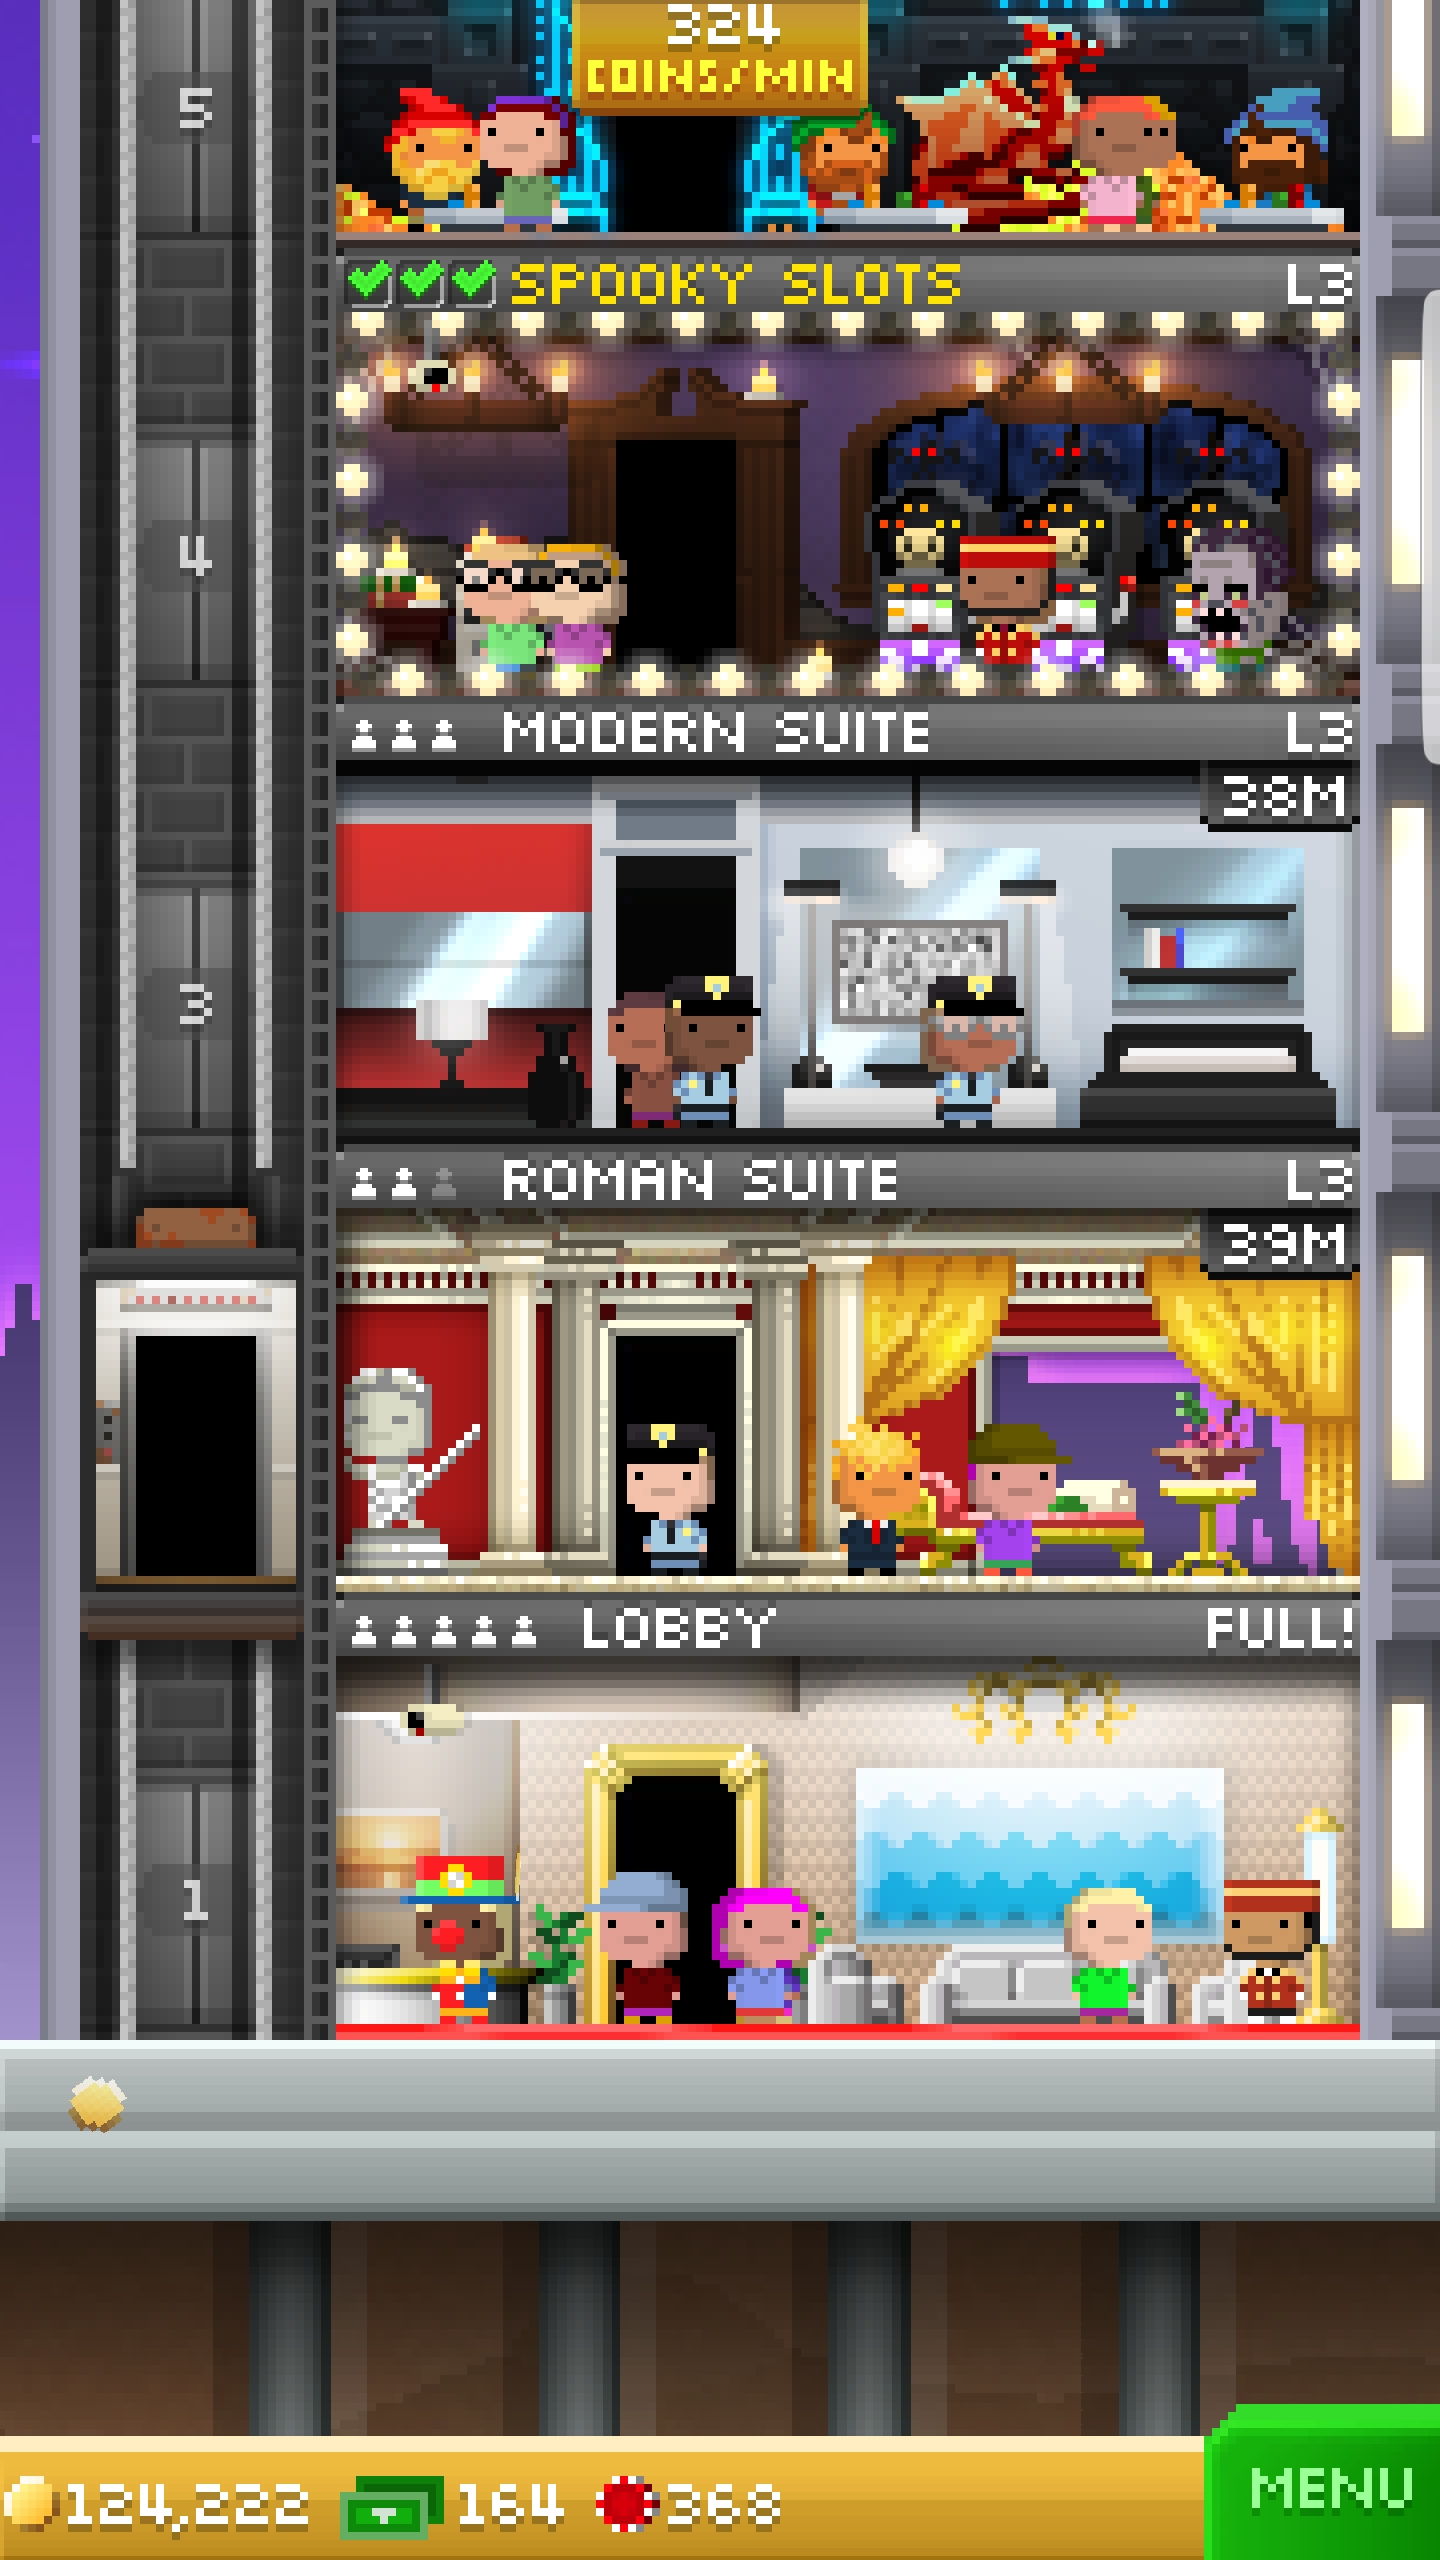 324
COINS/MIN
5
SPOOKY SLOTS L3
4
MODERN SUITE L3
38M
3
ROMAN SUITE L3
39M
LOBBY FULL!
1
124,222 164 368
MENU